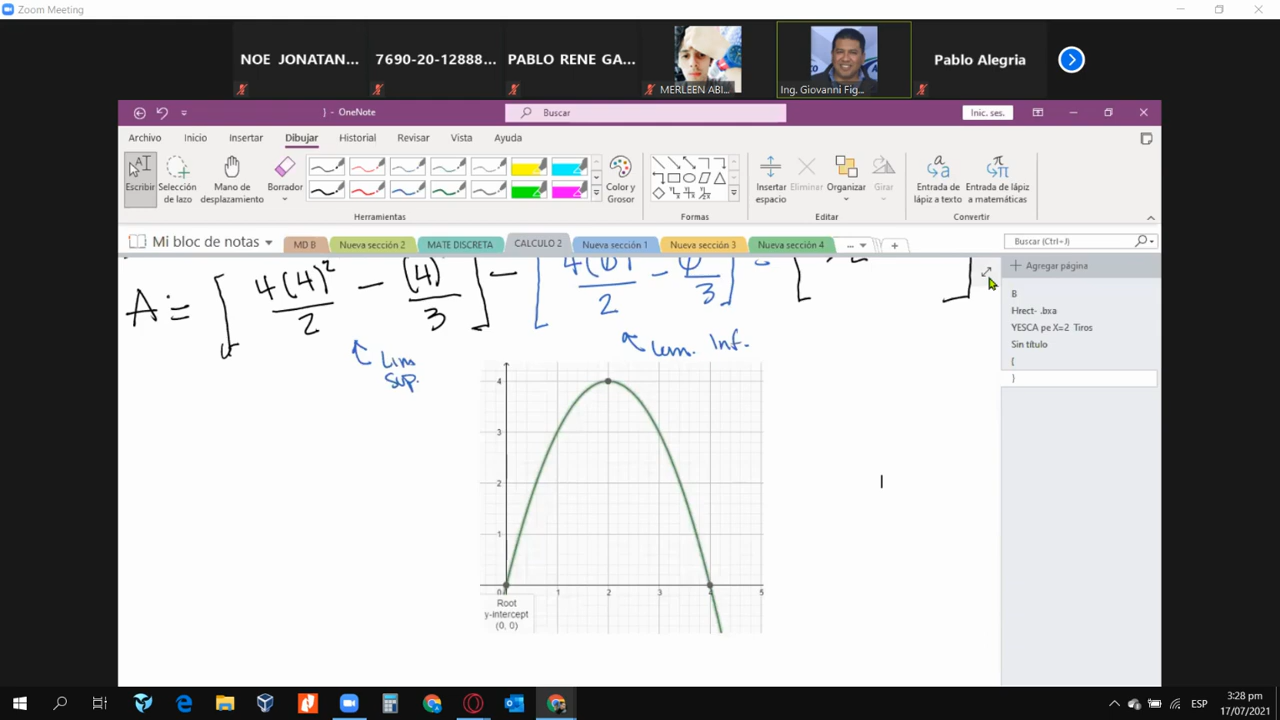 Zoom Meeting
NOE JONATAN...
7690-20-12888...
PABLO RENE GA...
MERLEEN ABI...
Ing. Giovanni Fig...
Pablo Alegria
} - OneNote
Buscar
Inic. ses.
Archivo Inicio Insertar Dibujar Historial Revisar Vista Ayuda
Escribir
Selección de lazo
Mano de desplazamiento
Borrador
Color y Grosor
Insertar espacio
Eliminar
Organizar
Girar
Entrada de lápiz a texto
Entrada de lápiz a matemáticas
Herramientas Formas Editar Convertir
Mi bloc de notas
MD B Nueva sección 2 MATE DISCRETA CALCULO 2 Nueva sección 1 Nueva sección 3 Nueva sección 4 ...
Buscar (Ctrl+J)
Agregar página
B
Hrect- .bxa
YESCA pe X=2 Tiros
Sin título
{
}
A = [ 4(4)²/2 - (4)/3 ] - [
2 3
Lim sup.
Lim. Inf.
4
3
2
1
0 1 2 3 4 5
Root
y-intercept
(0, 0)
ESP
3:28 pm
17/07/2021